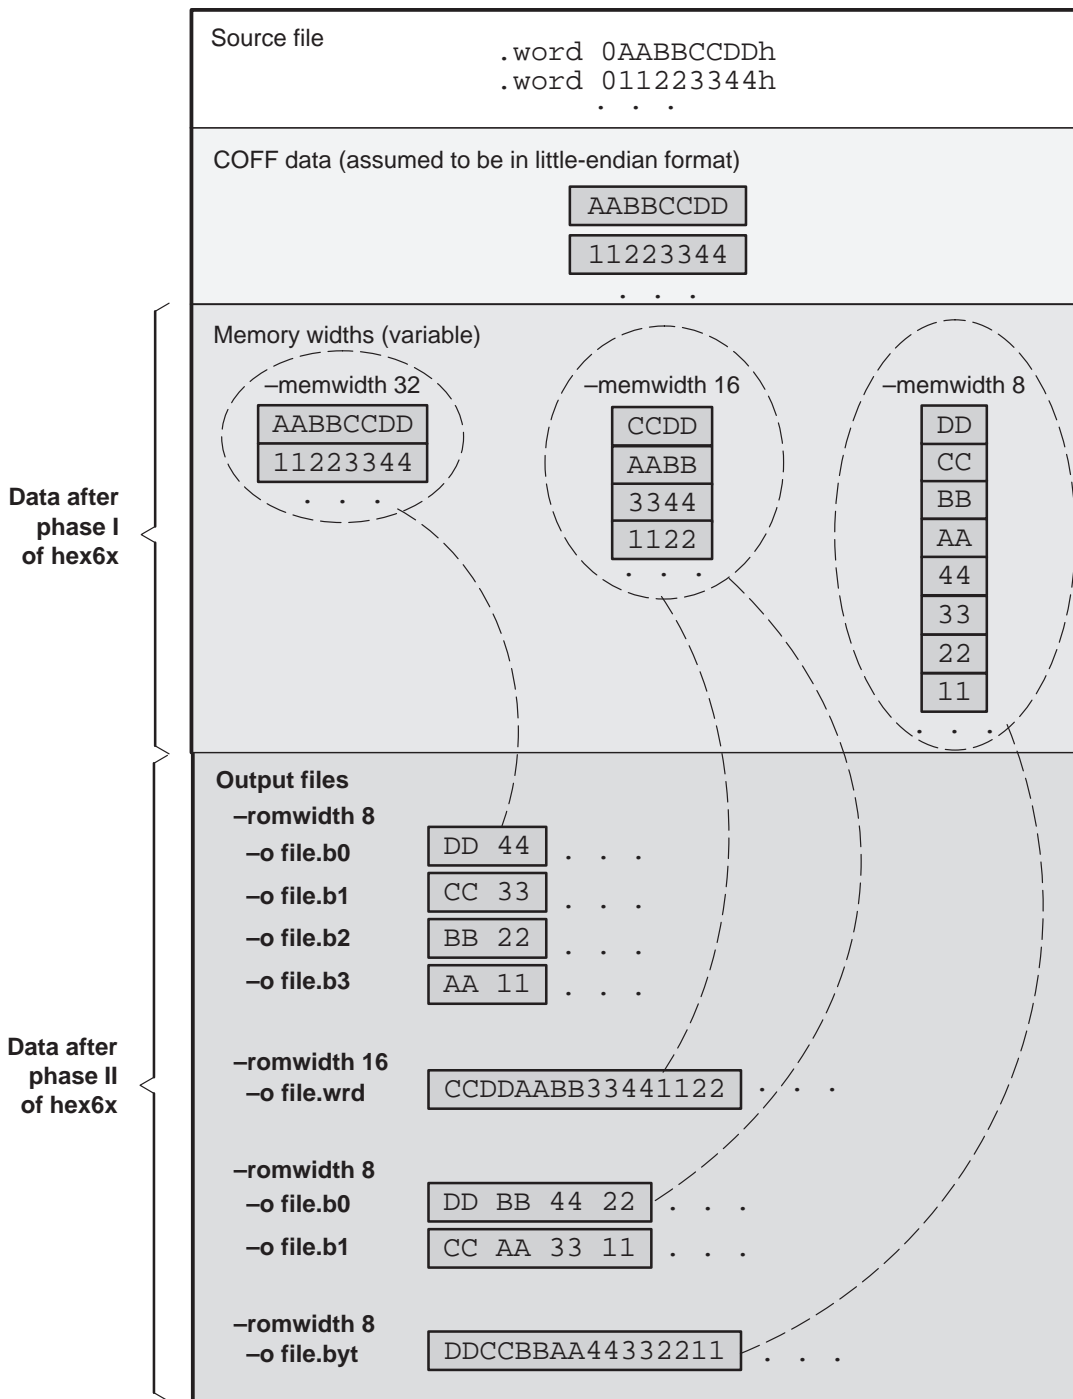 Source file
.word 0AABBCCDDh
.word 011223344h
. . .
COFF data (assumed to be in little-endian format)
AABBCCDD
11223344
. . .
Data after
phase I
of hex6x
Memory widths (variable)
–memwidth 32
AABBCCDD
11223344
. . .
–memwidth 16
CCDD
AABB
3344
1122
. . .
–memwidth 8
DD
CC
BB
AA
44
33
22
11
. . .
Data after
phase II
of hex6x
Output files
–romwidth 8
–o file.b0 DD 44 . . .
–o file.b1 CC 33 . . .
–o file.b2 BB 22 . . .
–o file.b3 AA 11 . . .
–romwidth 16
–o file.wrd CCDDAABB33441122 . . .
–romwidth 8
–o file.b0 DD BB 44 22 . . .
–o file.b1 CC AA 33 11 . . .
–romwidth 8
–o file.byt DDCCBBAA44332211 . . .